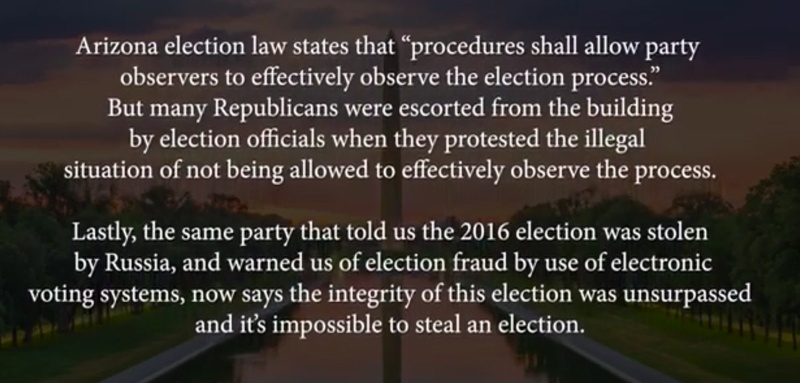 Arizona election law states that “procedures shall allow party
observers to effectively observe the election process.”
But many Republicans were escorted from the building
by election officials when they protested the illegal
situation of not being allowed to effectively observe the process.
Lastly, the same party that told us the 2016 election was stolen
by Russia, and warned us of election fraud by use of electronic
voting systems, now says the integrity of this election was unsurpassed
and it’s impossible to steal an election.